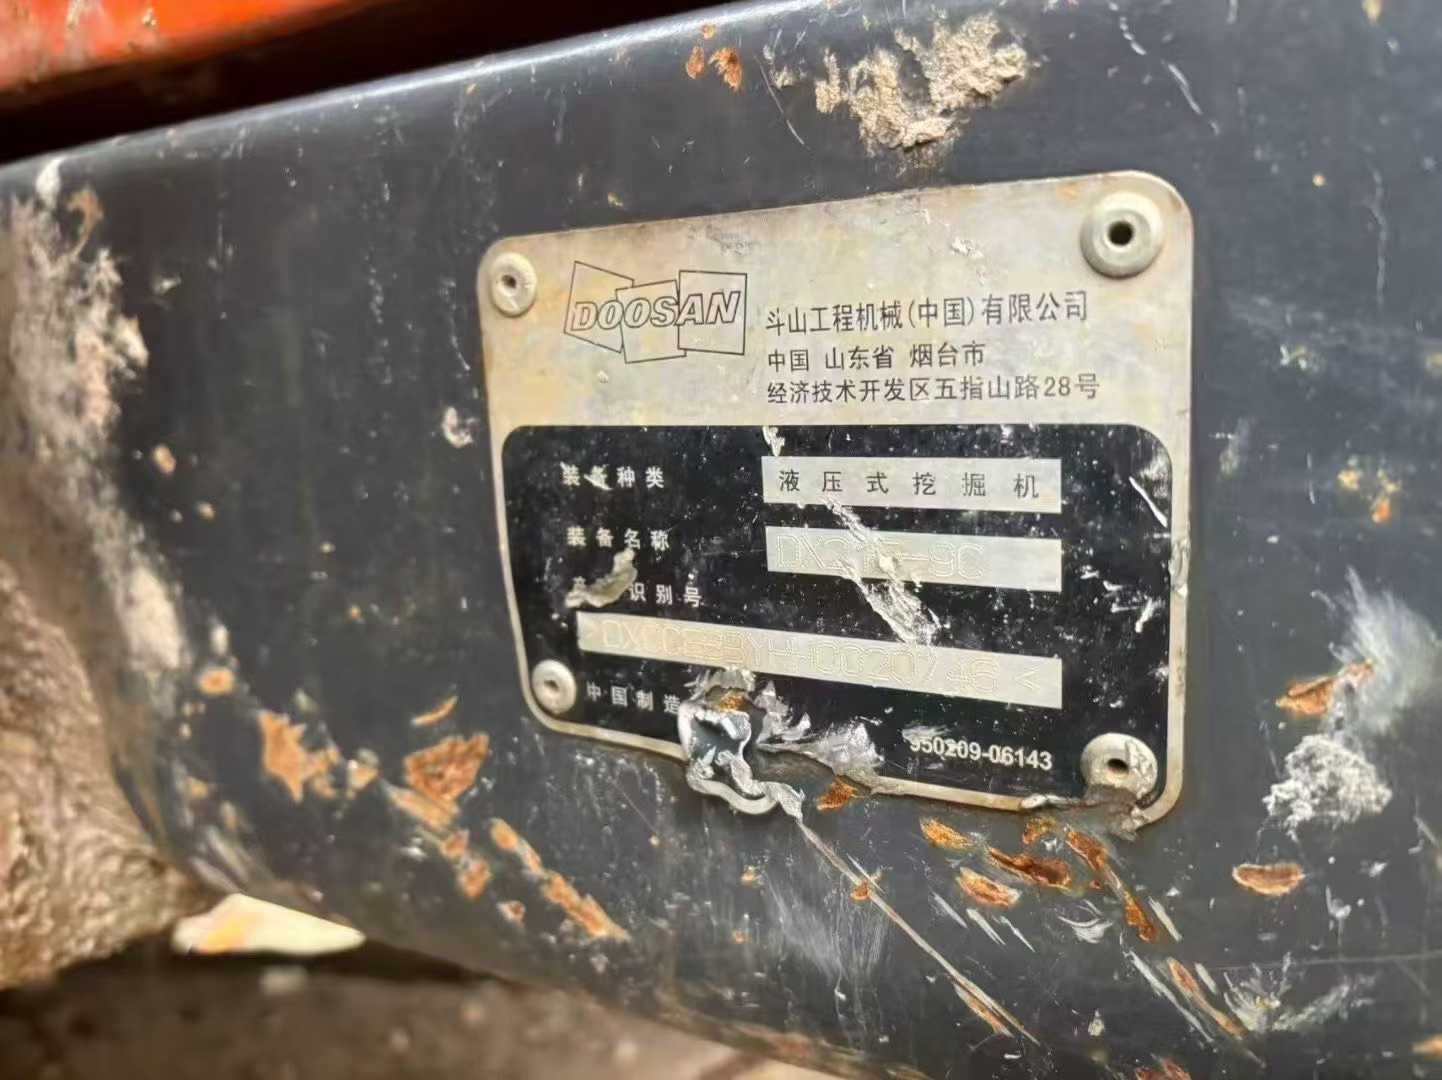 DOOSAN
斗山工程机械(中国)有限公司
中国 山东省 烟台市
经济技术开发区五指山路28号
装备种类 液压式挖掘机
装备名称 DX215-9C
识别号
中国制造
950209-06143